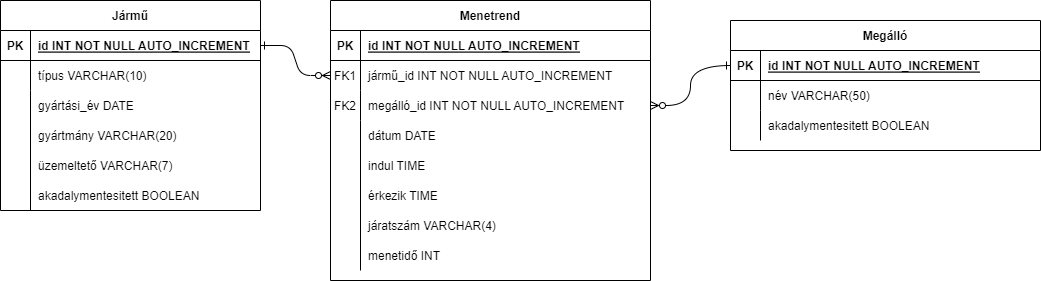 Jármű
PK id INT NOT NULL AUTO_INCREMENT
típus VARCHAR(10)
gyártási_év DATE
gyártmány VARCHAR(20)
üzemeltető VARCHAR(7)
akadalymentesitett BOOLEAN
Menetrend
PK id INT NOT NULL AUTO_INCREMENT
FK1 jármű_id INT NOT NULL AUTO_INCREMENT
FK2 megálló_id INT NOT NULL AUTO_INCREMENT
dátum DATE
indul TIME
érkezik TIME
járatszám VARCHAR(4)
menetidő INT
Megálló
PK id INT NOT NULL AUTO_INCREMENT
név VARCHAR(50)
akadalymentesitett BOOLEAN